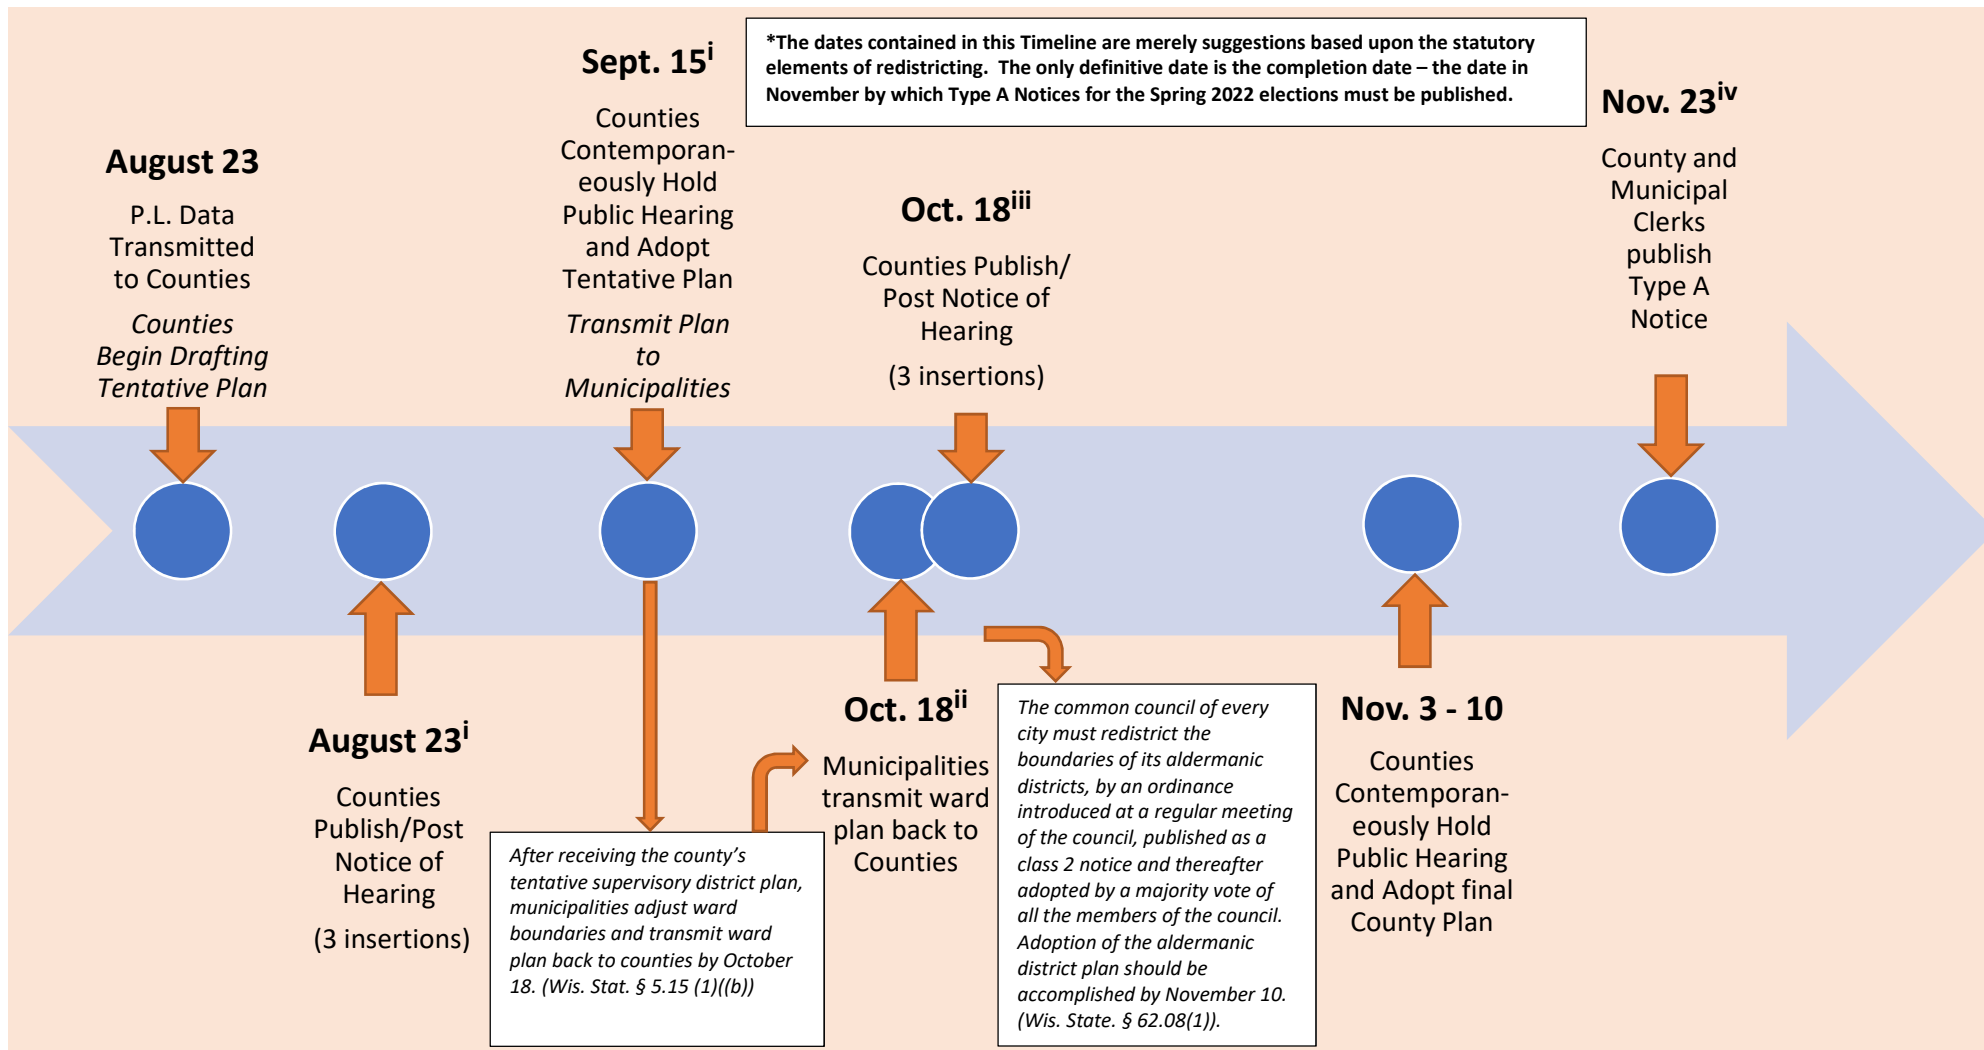 *The dates contained in this Timeline are merely suggestions based upon the statutory
elements of redistricting.  The only definitive date is the completion date – the date in
November by which Type A Notices for the Spring 2022 elections must be published.
August 23
P.L. Data
Transmitted
to Counties
Counties
Begin Drafting
Tentative Plan
August 23i
Counties
Publish/Post
Notice of
Hearing
(3 insertions)
Sept. 15i
Counties
Contemporan-
eously Hold
Public Hearing
and Adopt
Tentative Plan
Transmit Plan
to
Municipalities
After receiving the county’s
tentative supervisory district plan,
municipalities adjust ward
boundaries and transmit ward
plan back to counties by October
18. (Wis. Stat. § 5.15 (1)((b))
Oct. 18ii
Municipalities
transmit ward
plan back to
Counties
Oct. 18iii
Counties Publish/
Post Notice of
Hearing
(3 insertions)
The common council of every
city must redistrict the
boundaries of its aldermanic
districts, by an ordinance
introduced at a regular meeting
of the council, published as a
class 2 notice and thereafter
adopted by a majority vote of
all the members of the council.
Adoption of the aldermanic
district plan should be
accomplished by November 10.
(Wis. State. § 62.08(1)).
Nov. 3 - 10
Counties
Contemporan-
eously Hold
Public Hearing
and Adopt final
County Plan
Nov. 23iv
County and
Municipal
Clerks
publish
Type A
Notice